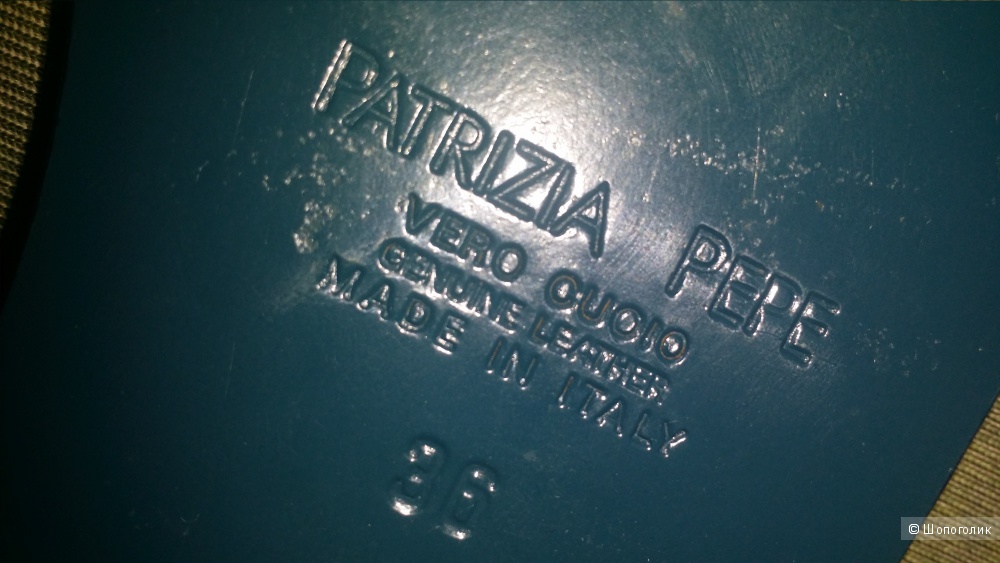 PATRIZIA PEPE
VERO CUOIO
GENUINE LEATHER
MADE IN ITALY
36
© Шопоголик